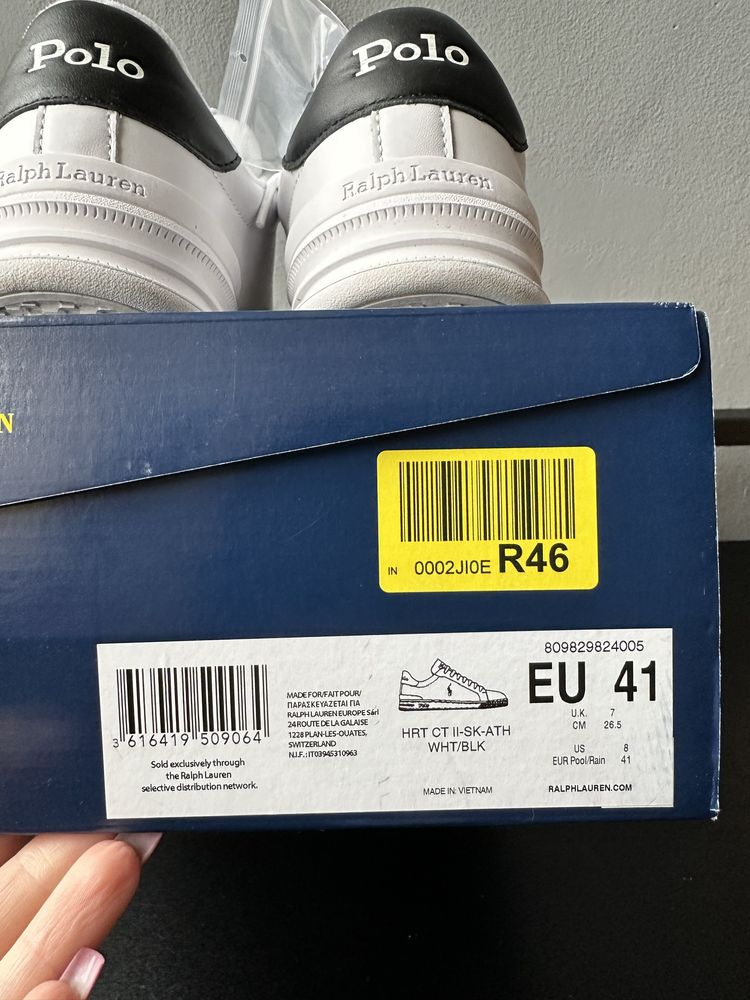 Polo
Polo
Ralph Lauren
Ralph Lauren
N
IN 0002JI0E R46
809829824005
EU 41
U.K. 7
CM 26.5
US 8
EUR Pool/Rain 41
RALPHLAUREN.COM
3 616419 509064
Sold exclusively through
the Ralph Lauren
selective distribution network.
MADE FOR/FAIT POUR/
ΠΑΡΑΣΚΕΥΑΖΕΤΑΙ ΓΙΑ
RALPH LAUREN EUROPE Sárl
24 ROUTE DE LA GALAISE
1228 PLAN-LES-OUATES,
SWITZERLAND
N.I.F.: IT03945310963
HRT CT II-SK-ATH
WHT/BLK
MADE IN: VIETNAM